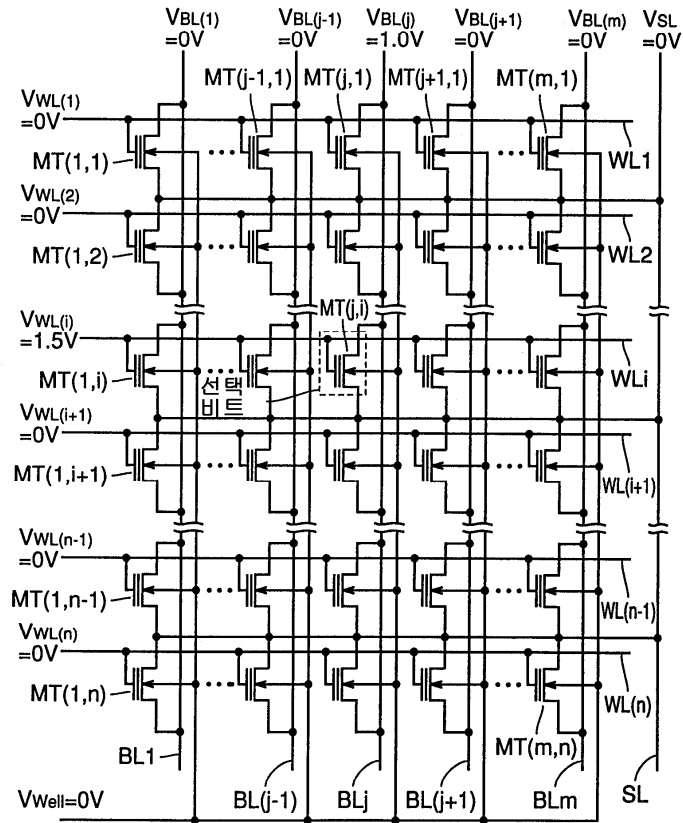 VBL(1) VBL(j-1) VBL(j) VBL(j+1) VBL(m) VSL
=0V =0V =1.0V =0V =0V =0V
MT(j-1,1) MT(j,1) MT(j+1,1) MT(m,1)
VWL(1)
=0V
MT(1,1)
WL1
VWL(2)
=0V
MT(1,2)
WL2
MT(j,i)
VWL(i)
=1.5V
MT(1,i)
선택
비트
WLi
VWL(i+1)
=0V
MT(1,i+1)
WL(i+1)
VWL(n-1)
=0V
MT(1,n-1)
WL(n-1)
VWL(n)
=0V
MT(1,n)
WL(n)
MT(m,n)
BL1 BL(j-1) BLj BL(j+1) BLm SL
VWell=0V